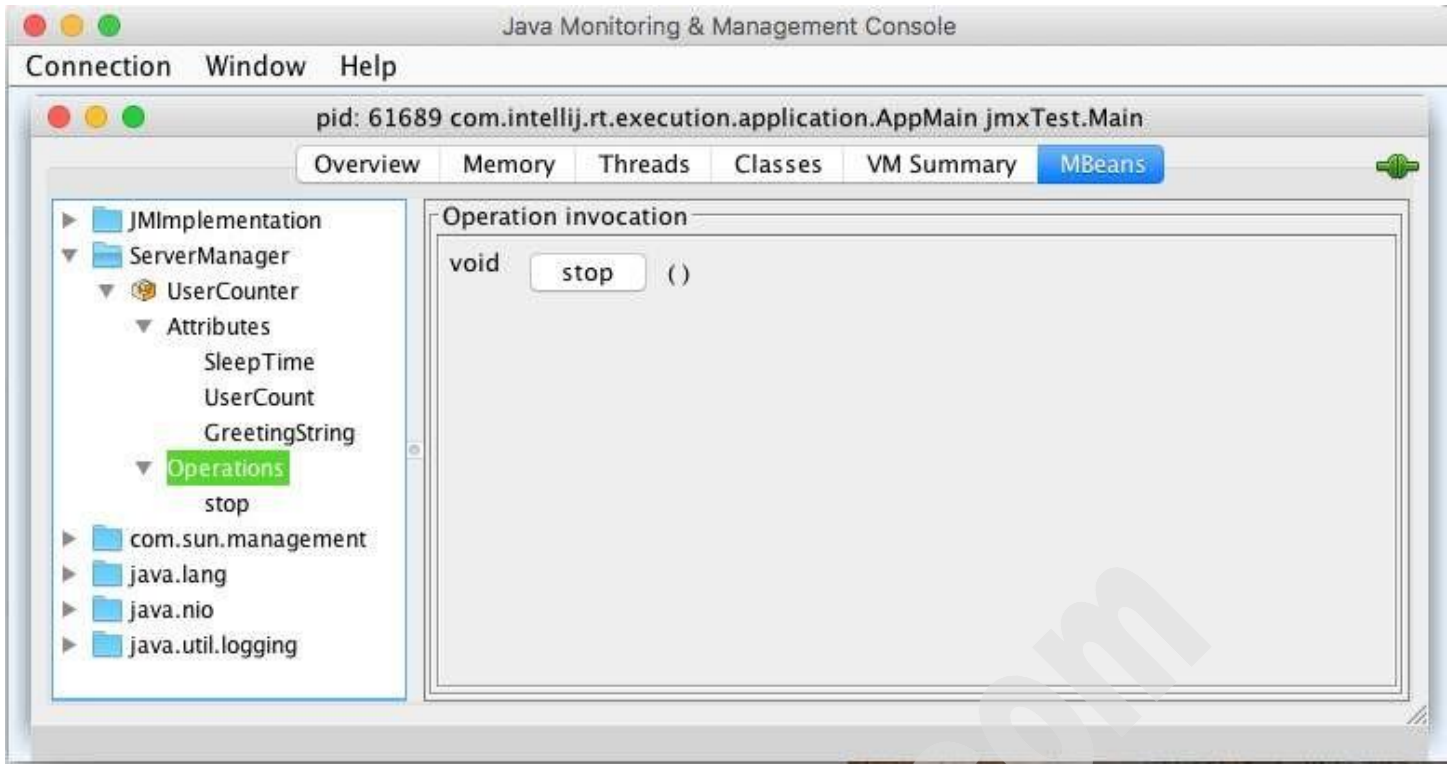 Java Monitoring & Management Console
Connection Window Help
pid: 61689 com.intellij.rt.execution.application.AppMain jmxTest.Main
Overview Memory Threads Classes VM Summary MBeans
JMImplementation
ServerManager
UserCounter
Attributes
SleepTime
UserCount
GreetingString
Operations
stop
com.sun.management
java.lang
java.nio
java.util.logging
Operation invocation
void stop ()